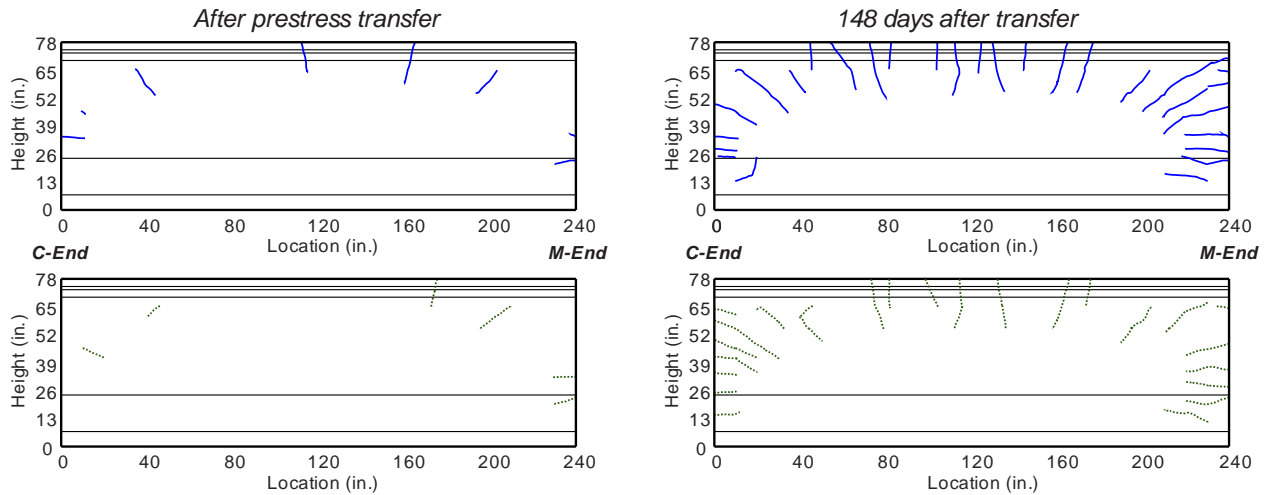 After prestress transfer
148 days after transfer
Height (in.)
78
65
52
39
26
13
0
0 40 80 120 160 200 240
Location (in.)
C-End
M-End
Height (in.)
78
65
52
39
26
13
0
0 40 80 120 160 200 240
Location (in.)
C-End
M-End
Height (in.)
78
65
52
39
26
13
0
0 40 80 120 160 200 240
Location (in.)
Height (in.)
78
65
52
39
26
13
0
0 40 80 120 160 200 240
Location (in.)